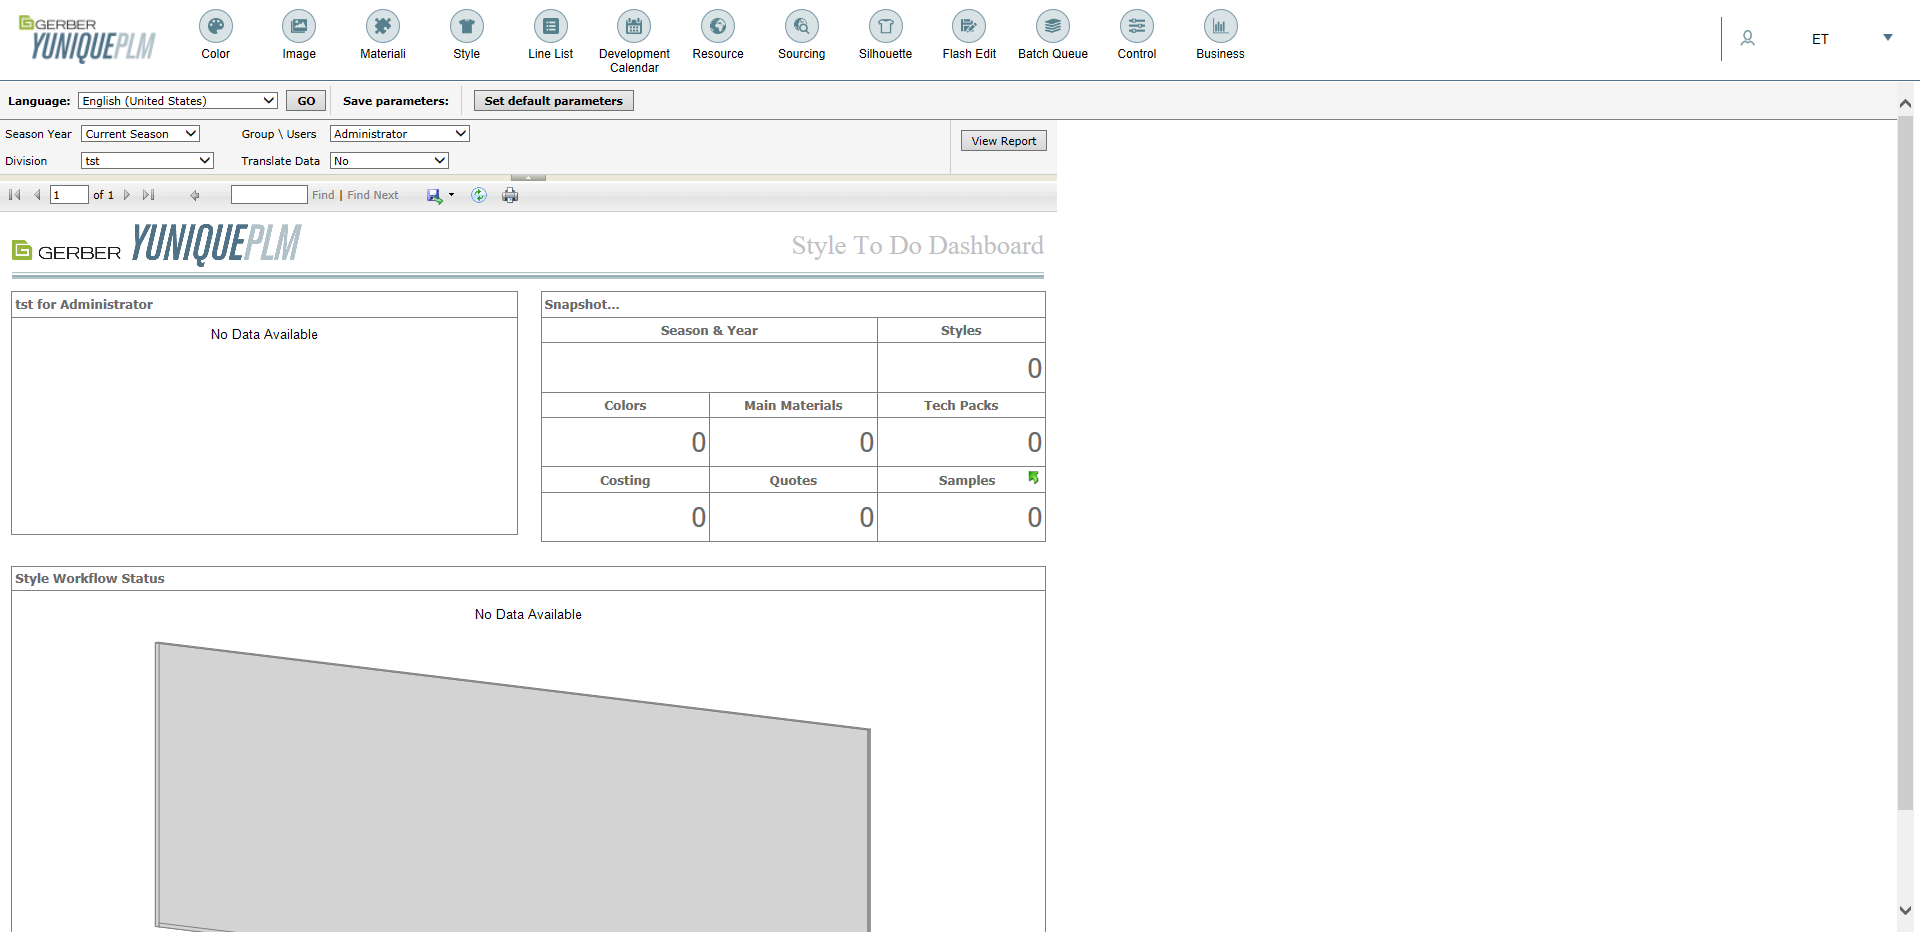 GERBER
YUNIQUEPLM
Color
Image
Materiali
Style
Line List
Development
Calendar
Resource
Sourcing
Silhouette
Flash Edit
Batch Queue
Control
Business
ET
Language: English (United States) GO Save parameters: Set default parameters
Season Year Current Season Group \ Users Administrator View Report
Division tst Translate Data No
1 of 1 Find | Find Next
GERBER YUNIQUEPLM
Style To Do Dashboard
tst for Administrator
No Data Available
Snapshot...
Season & Year Styles
0
Colors Main Materials Tech Packs
0 0 0
Costing Quotes Samples
0 0 0
Style Workflow Status
No Data Available